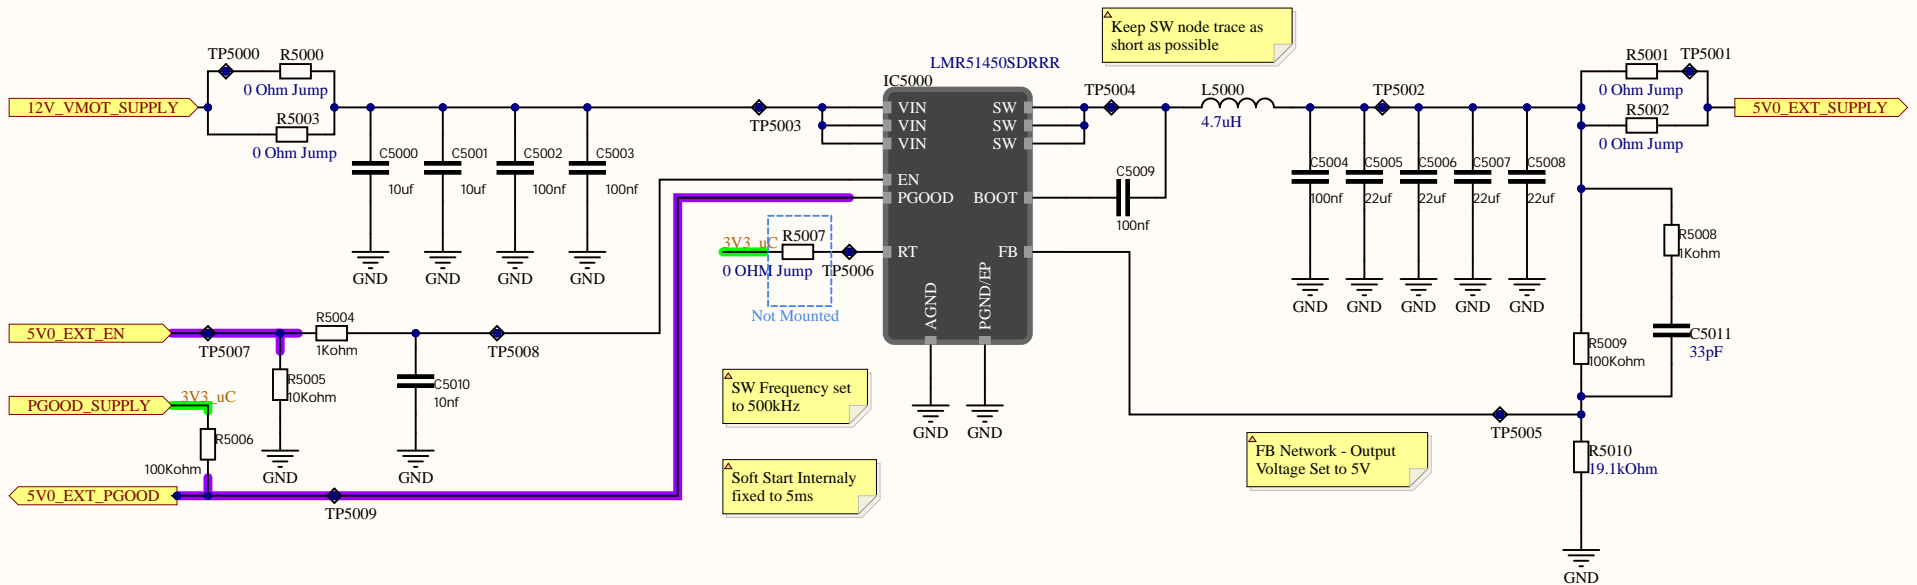 Keep SW node trace as
short as possible
TP5000
R5000
0 Ohm Jump
12V_VMOT_SUPPLY
R5003
0 Ohm Jump
C5000
10uf
C5001
10uf
C5002
100nf
C5003
100nf
GND
GND
GND
GND
TP5003
LMR51450SDRRR
IC5000
VIN
VIN
VIN
EN
PGOOD
RT
AGND
PGND/EP
SW
SW
SW
BOOT
FB
GND
GND
TP5004
L5000
4.7uH
C5009
100nf
TP5002
C5004
100nf
C5005
22uf
C5006
22uf
C5007
22uf
C5008
22uf
GND
GND
GND
GND
GND
R5001
TP5001
0 Ohm Jump
R5002
0 Ohm Jump
5V0_EXT_SUPPLY
R5008
1Kohm
C5011
33pF
R5009
100Kohm
TP5005
R5010
19.1kOhm
GND
3V3_uC
R5007
0 OHM Jump
TP5006
Not Mounted
5V0_EXT_EN
TP5007
R5004
1Kohm
TP5008
R5005
10Kohm
C5010
10nf
GND
GND
PGOOD_SUPPLY
3V3_uC
R5006
100Kohm
5V0_EXT_PGOOD
TP5009
SW Frequency set
to 500kHz
Soft Start Internaly
fixed to 5ms
FB Network - Output
Voltage Set to 5V